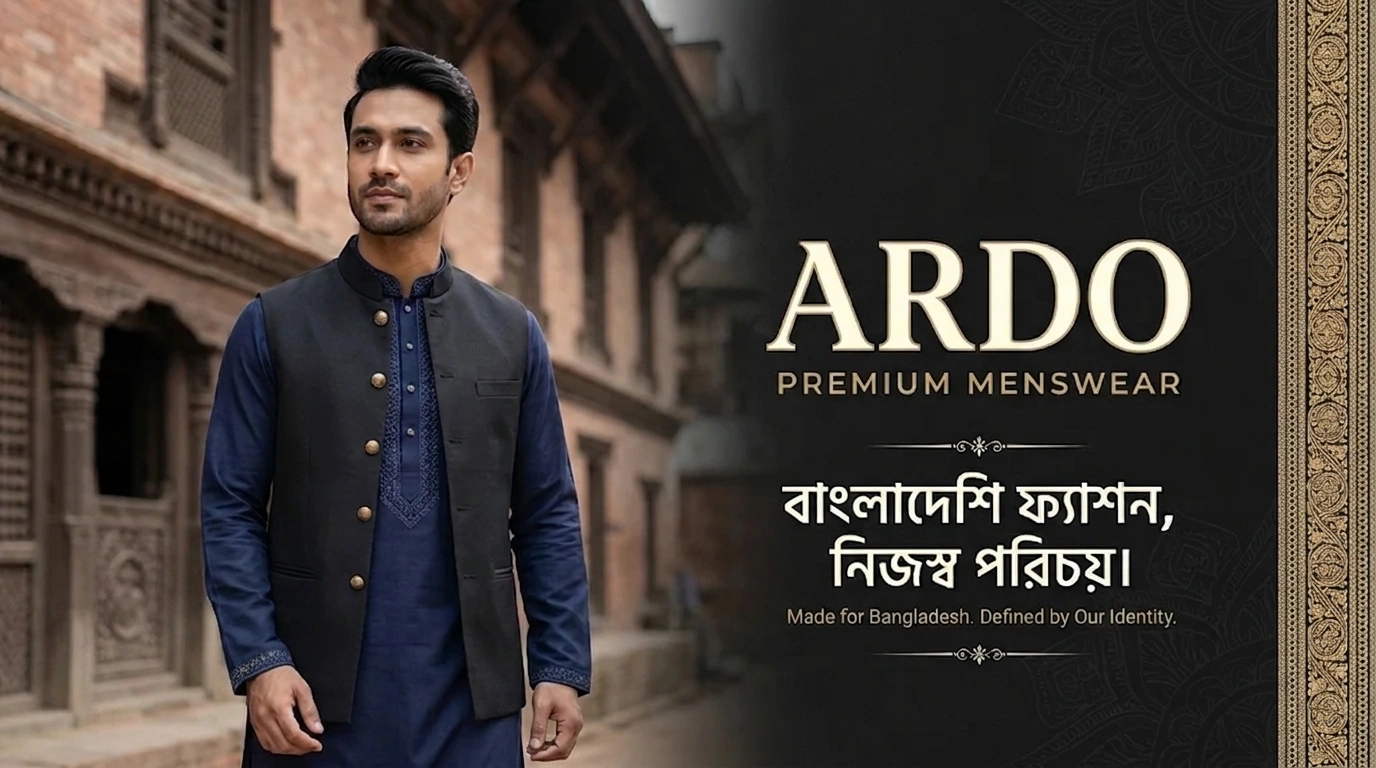 ARDO
PREMIUM MENSWEAR
বাংলাদেশি ফ্যাশন,
নিজস্ব পরিচয়।
Made for Bangladesh. Defined by Our Identity.